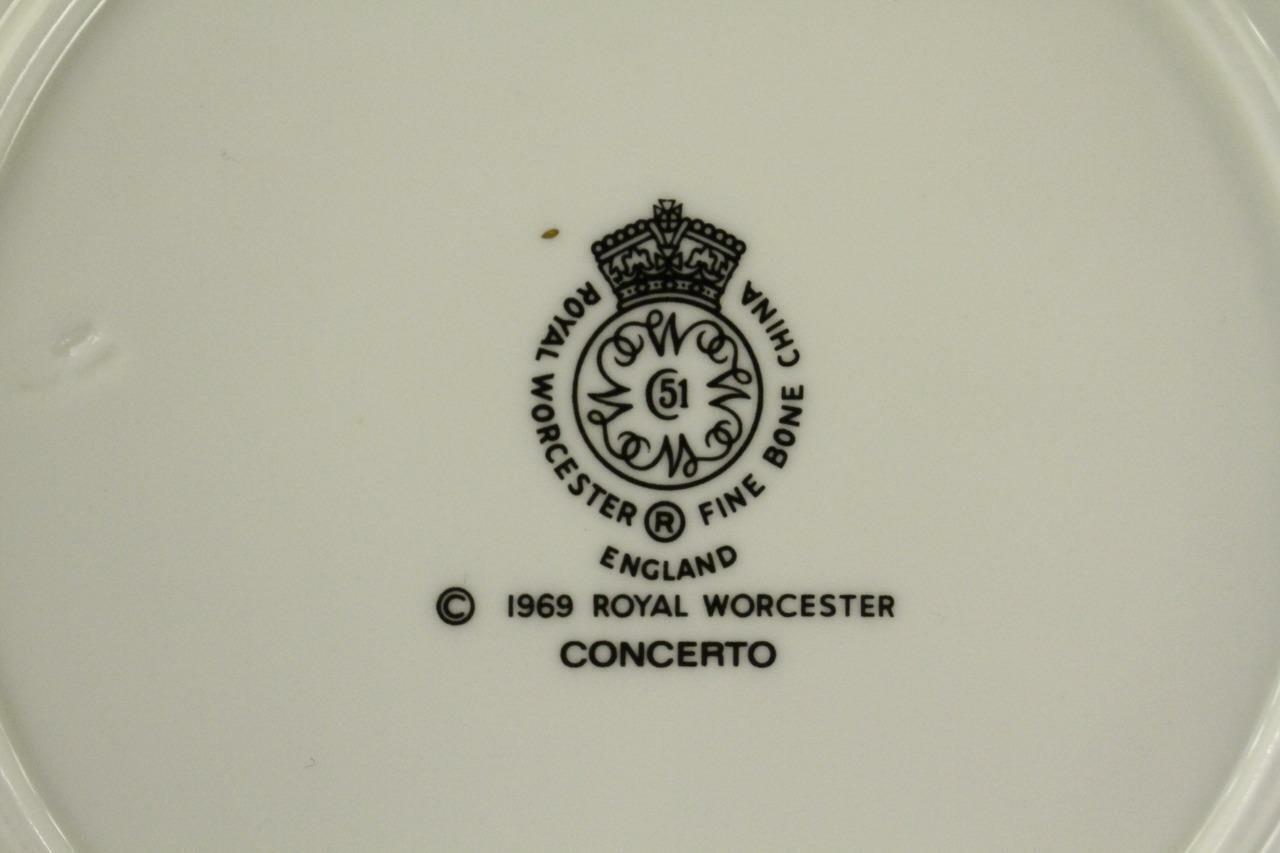 ROYAL WORCESTER ® FINE BONE CHINA
W W W W
C 51
ENGLAND
© 1969 ROYAL WORCESTER
CONCERTO